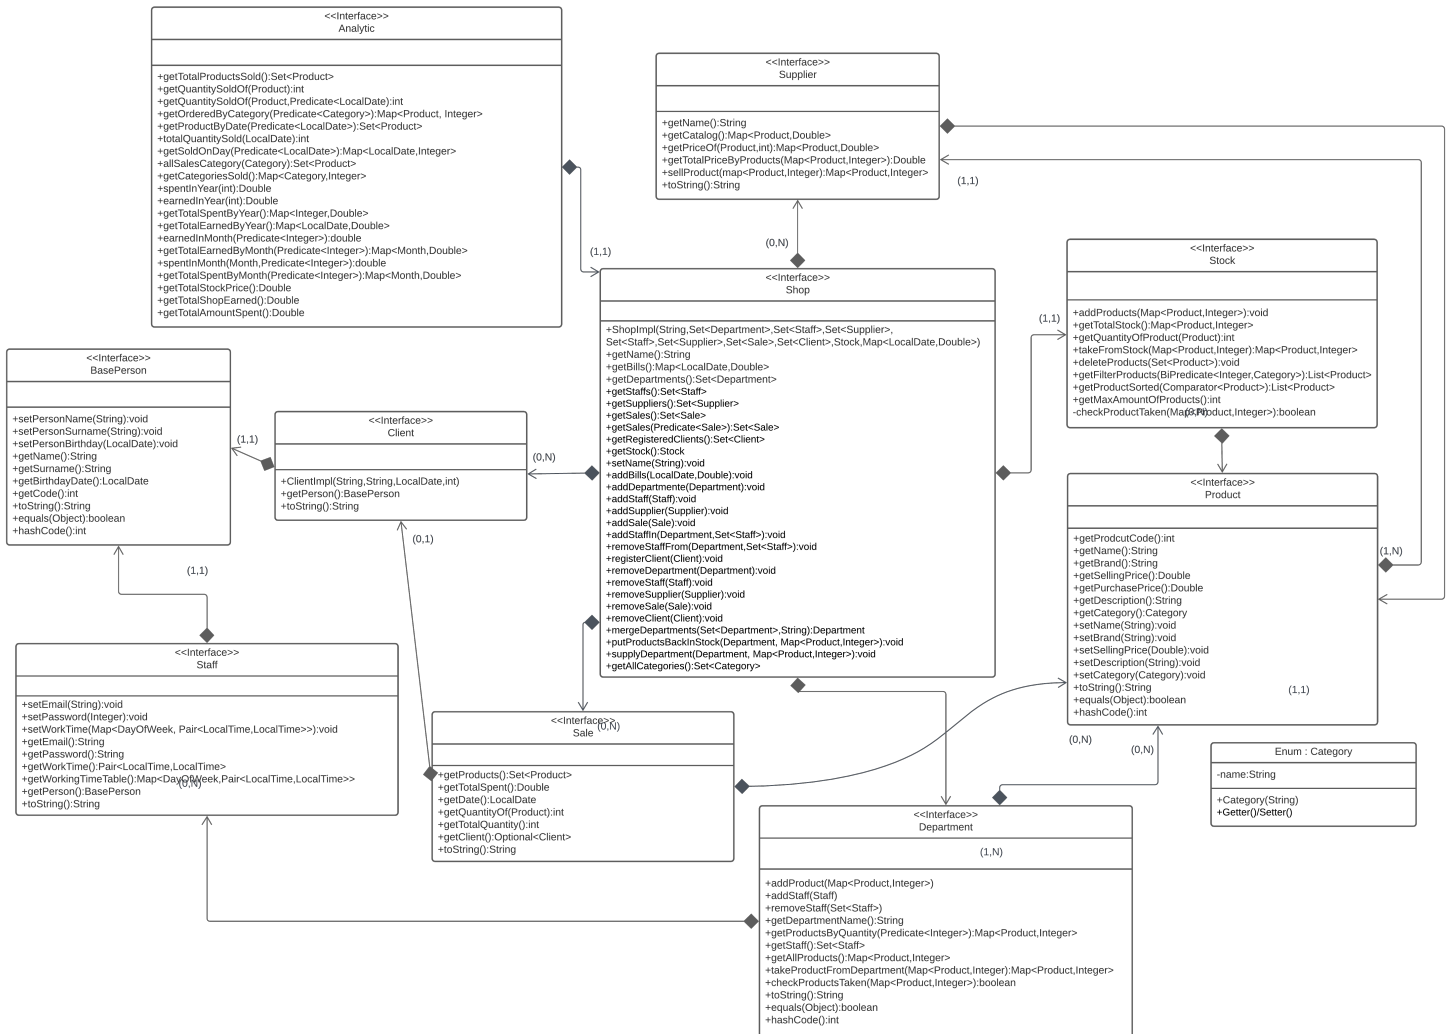 <<Interface>>
Analytic
+getTotalProductsSold():Set<Product>
+getQuantitySoldOf(Product):int
+getQuantitySoldOf(Product,Predicate<LocalDate):int
+getOrderedByCategory(Predicate<Category>):Map<Product, Integer>
+getProductByDate(Predicate<LocalDate>):Set<Product>
+totalQuantitySold(LocalDate):int
+getSoldOnDay(Predicate<LocalDate>):Map<LocalDate,Integer>
+allSalesCategory(Category):Set<Product>
+getCategoriesSold():Map<Category,Integer>
+spentInYear(int):Double
+earnedInYear(int):Double
+getTotalSpentByYear():Map<Integer,Double>
+getTotalEarnedByYear():Map<LocalDate,Double>
+earnedInMonth(Predicate<Integer>):double
+getTotalEarnedByMonth(Predicate<Integer>):Map<Month,Double>
+spentInMonth(Month,Predicate<Integer>):double
+getTotalSpentByMonth(Predicate<Integer>):Map<Month,Double>
+getTotalStockPrice():Double
+getTotalShopEarned():Double
+getTotalAmountSpent():Double
(1,1)
<<Interface>>
Supplier
+getName():String
+getCatalog():Map<Product,Double>
+getPriceOf(Product,int):Map<Product,Double>
+getTotalPriceByProducts(Map<Product,Integer>):Double
+sellProduct(map<Product,Integer):Map<Product,Integer>
+toString():String
(1,1)
(0,N)
<<Interface>>
Shop
+ShopImpl(String,Set<Department>,Set<Staff>,Set<Supplier>,
Set<Staff>,Set<Supplier>,Set<Sale>,Set<Client>,Stock,Map<LocalDate,Double>)
+getName():String
+getBills():Map<LocalDate,Double>
+getDepartments():Set<Department>
+getStaffs():Set<Staff>
+getSuppliers():Set<Supplier>
+getSales():Set<Sale>
+getSales(Predicate<Sale>):Set<Sale>
+getRegisteredClients():Set<Client>
+getStock():Stock
+setName(String):void
+addBills(LocalDate,Double):void
+addDepartmente(Department):void
+addStaff(Staff):void
+addSupplier(Supplier):void
+addSale(Sale):void
+addStaffIn(Department,Set<Staff>):void
+removeStaffFrom(Department,Set<Staff>):void
+registerClient(Client):void
+removeDepartment(Department):void
+removeStaff(Staff):void
+removeSupplier(Supplier):void
+removeSale(Sale):void
+removeClient(Client):void
+mergeDepartments(Set<Department>,String):Department
+putProductsBackInStock(Department, Map<Product,Integer>):void
+supplyDepartment(Department, Map<Product,Integer>):void
+getAllCategories():Set<Category>
(1,1)
<<Interface>>
Stock
+addProducts(Map<Product,Integer>):void
+getTotalStock():Map<Product,Integer>
+getQuantityOfProduct(Product):int
+takeFromStock(Map<Product,Integer):Map<Product,Integer>
+deleteProducts(Set<Product>):void
+getFilterProducts(BiPredicate<Integer,Category>):List<Product>
+getProductSorted(Comparator<Product>):List<Product>
+getMaxAmountOfProducts():int
-checkProductTaken(Map<Product,Integer>):boolean
(0,N)
<<Interface>>
BasePerson
+setPersonName(String):void
+setPersonSurname(String):void
+setPersonBirthday(LocalDate):void
+getName():String
+getSurname():String
+getBirthdayDate():LocalDate
+getCode():int
+toString():String
+equals(Object):boolean
+hashCode():int
(1,1)
<<Interface>>
Client
+ClientImpl(String,String,LocalDate,int)
+getPerson():BasePerson
+toString():String
(0,N)
(0,1)
(1,1)
<<Interface>>
Product
+getProdcutCode():int
+getName():String
+getBrand():String
+getSellingPrice():Double
+getPurchasePrice():Double
+getDescription():String
+getCategory():Category
+setName(String):void
+setBrand(String):void
+setSellingPrice(Double):void
+setDescription(String):void
+setCategory(Category):void
+toString():String
+equals(Object):boolean
+hashCode():int
(1,N)
(1,1)
<<Interface>>
Staff
+setEmail(String):void
+setPassword(Integer):void
+setWorkTime(Map<DayOfWeek, Pair<LocalTime,LocalTime>>):void
+getEmail():String
+getPassword():String
+getWorkTime():Pair<LocalTime,LocalTime>
+getWorkingTimeTable():Map<DayOfWeek,Pair<LocalTime,LocalTime>>
+getPerson():BasePerson
+toString():String
(0,N)
<<Interface>>
Sale
(0,N)
+getProducts():Set<Product>
+getTotalSpent():Double
+getDate():LocalDate
+getQuantityOf(Product):int
+getTotalQuantity():int
+getClient():Optional<Client>
+toString():String
(0,N)
(0,N)
Enum : Category
-name:String
+Category(String)
+Getter()/Setter()
<<Interface>>
Department
(1,N)
+addProduct(Map<Product,Integer>)
+addStaff(Staff)
+removeStaff(Set<Staff>)
+getDepartmentName():String
+getProductsByQuantity(Predicate<Integer>):Map<Product,Integer>
+getStaff():Set<Staff>
+getAllProducts():Map<Product,Integer>
+takeProductFromDepartment(Map<Product,Integer):Map<Product,Integer>
+checkProductsTaken(Map<Product,Integer>):boolean
+toString():String
+equals(Object):boolean
+hashCode():int